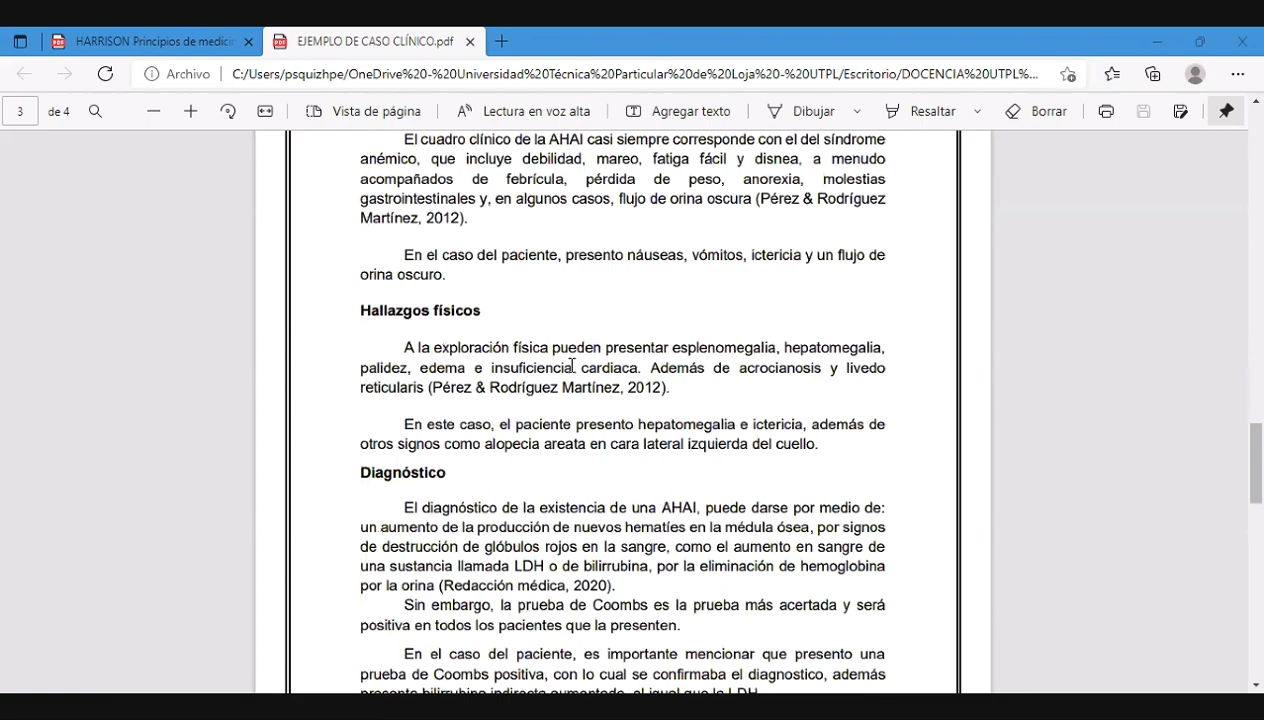 HARRISON Principios de medicin
EJEMPLO DE CASO CLÍNICO.pdf
Archivo
C:/Users/psquizhpe/OneDrive%20-%20Universidad%20Técnica%20Particular%20de%20Loja%20-%20UTPL/Escritorio/DOCENCIA%20UTPL%...
3 de 4
Vista de página
Lectura en voz alta
Agregar texto
Dibujar
Resaltar
Borrar
El cuadro clínico de la AHAI casi siempre corresponde con el del síndrome
anémico, que incluye debilidad, mareo, fatiga fácil y disnea, a menudo
acompañados de febrícula, pérdida de peso, anorexia, molestias
gastrointestinales y, en algunos casos, flujo de orina oscura (Pérez & Rodríguez
Martínez, 2012).
En el caso del paciente, presento náuseas, vómitos, ictericia y un flujo de
orina oscuro.
Hallazgos físicos
A la exploración física pueden presentar esplenomegalia, hepatomegalia,
palidez, edema e insuficiencia cardiaca. Además de acrocianosis y livedo
reticularis (Pérez & Rodríguez Martínez, 2012).
En este caso, el paciente presento hepatomegalia e ictericia, además de
otros signos como alopecia areata en cara lateral izquierda del cuello.
Diagnóstico
El diagnóstico de la existencia de una AHAI, puede darse por medio de:
un aumento de la producción de nuevos hematíes en la médula ósea, por signos
de destrucción de glóbulos rojos en la sangre, como el aumento en sangre de
una sustancia llamada LDH o de bilirrubina, por la eliminación de hemoglobina
por la orina (Redacción médica, 2020).
Sin embargo, la prueba de Coombs es la prueba más acertada y será
positiva en todos los pacientes que la presenten.
En el caso del paciente, es importante mencionar que presento una
prueba de Coombs positiva, con lo cual se confirmaba el diagnostico, además
presento bilirrubina indirecta aumentada, al igual que la LDH.